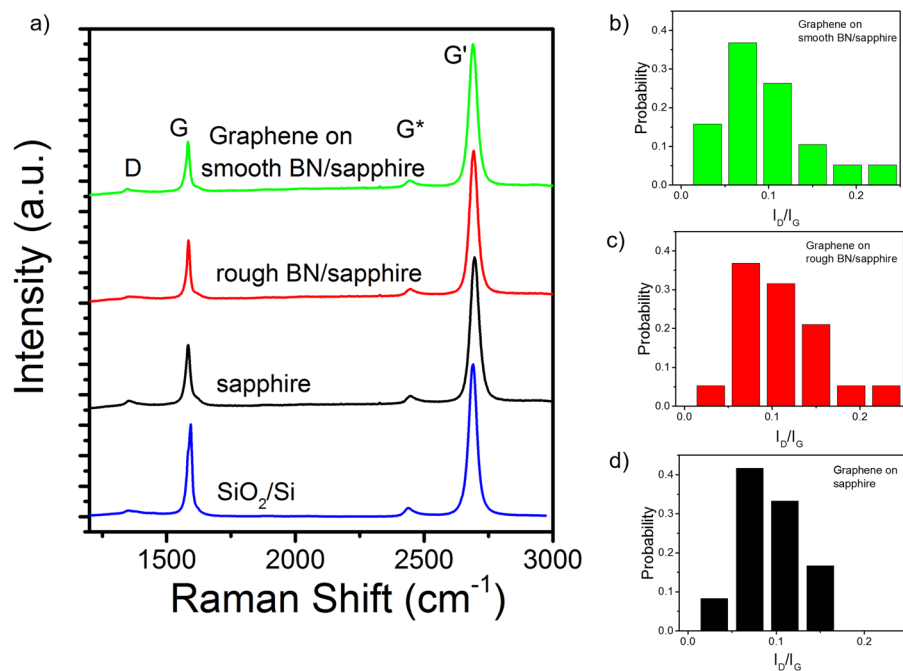 a)
Intensity (a.u.)
D
G
G*
G'
Graphene on
smooth BN/sapphire
rough BN/sapphire
sapphire
SiO₂/Si
1500 2000 2500 3000
Raman Shift (cm⁻¹)
b)
Graphene on
smooth BN/sapphire
Probability
0.4
0.3
0.2
0.1
0.0
0.0 0.1 0.2
I_D/I_G
c)
Graphene on
rough BN/sapphire
Probability
0.4
0.3
0.2
0.1
0.0
0.0 0.1 0.2
I_D/I_G
d)
Graphene on
sapphire
Probability
0.4
0.3
0.2
0.1
0.0
0.0 0.1 0.2
I_D/I_G